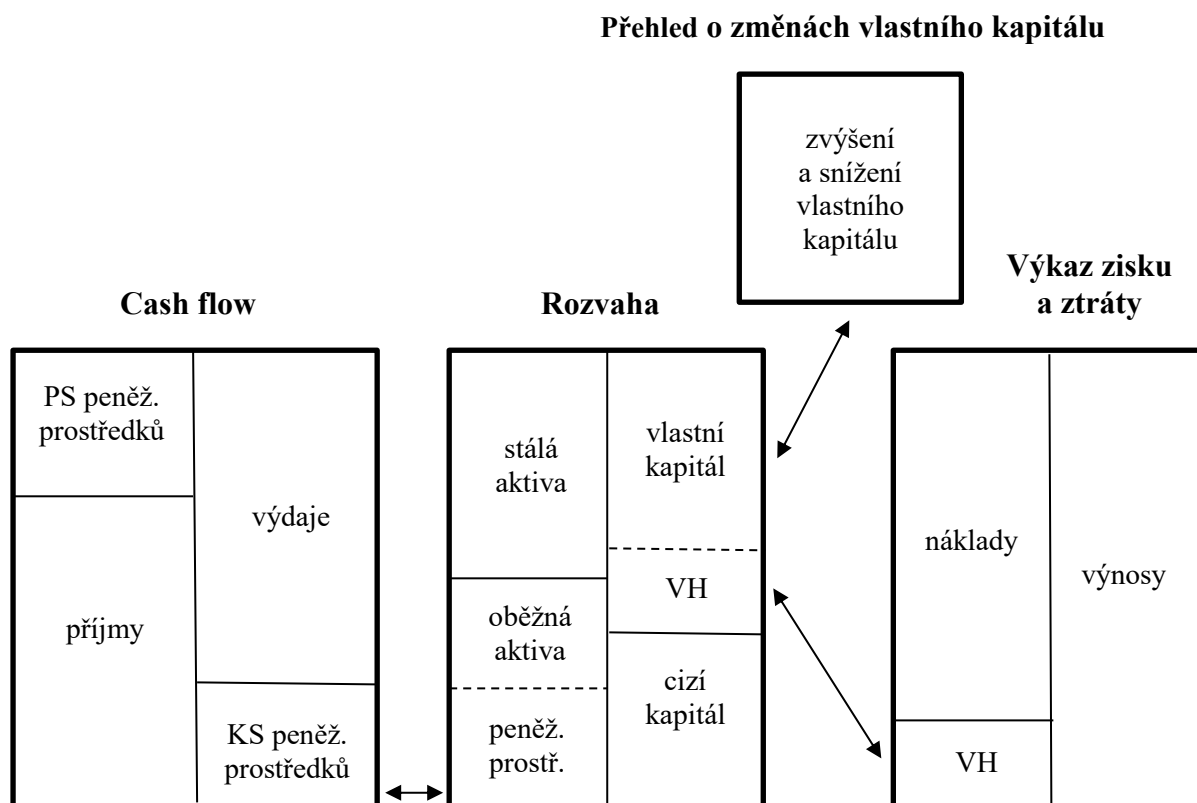 Přehled o změnách vlastního kapitálu
zvýšení
a snížení
vlastního
kapitálu
Cash flow
Rozvaha
Výkaz zisku
a ztráty
PS peněž.
prostředků
příjmy
výdaje
KS peněž.
prostředků
stálá
aktiva
oběžná
aktiva
peněž.
prostř.
vlastní
kapitál
VH
cizí
kapitál
náklady
VH
výnosy